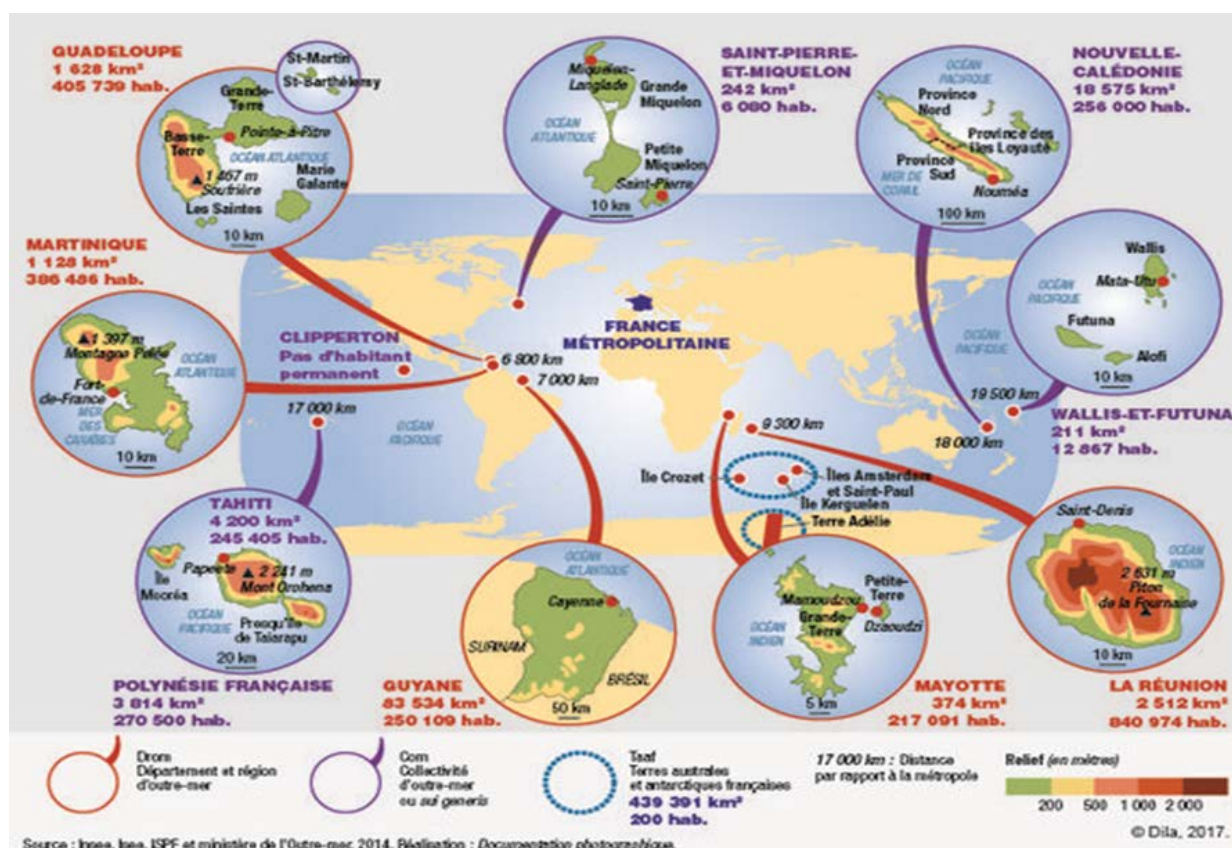 GUADELOUPE
1 628 km²
405 739 hab.
St-Martin
St-Barthélemy
Grande-
Terre
Basse-
Terre
Pointe-à-Pitre
OCÉAN ATLANTIQUE
1 467 m
Soufrière
Marie
Galante
Les Saintes
10 km
SAINT-PIERRE-
ET-MIQUELON
242 km²
6 080 hab.
Miquelon-
Langlade
Grande
Miquelon
OCÉAN
ATLANTIQUE
Petite
Miquelon
Saint-Pierre
10 km
NOUVELLE-
CALÉDONIE
18 575 km²
256 000 hab.
OCÉAN
PACIFIQUE
Province
Nord
Province des
îles Loyauté
Province
Sud
MER DE
CORAIL
Nouméa
100 km
MARTINIQUE
1 128 km²
386 486 hab.
1 397 m
Montagne Pelée
OCÉAN
ATLANTIQUE
Fort-
de-France
MER
DES
CARAÏBES
10 km
Wallis
Mata-Utu
OCÉAN
PACIFIQUE
Futuna
Alofi
10 km
WALLIS-ET-FUTUNA
211 km²
12 867 hab.
CLIPPERTON
Pas d'habitant
permanent
FRANCE
MÉTROPOLITAINE
6 800 km
7 000 km
17 000 km
OCÉAN
PACIFIQUE
OCÉAN
PACIFIQUE
19 500 km
18 000 km
9 300 km
Île Crozet
Îles Amsterdam
et Saint-Paul
Île Kerguelen
Terre Adélie
TAHITI
4 200 km²
245 405 hab.
Papeete
2 241 m
Mont Orohena
Île
Mooréa
OCÉAN
PACIFIQUE
Presqu'île
de Taiarapu
20 km
POLYNÉSIE FRANÇAISE
3 814 km²
270 500 hab.
OCÉAN
ATLANTIQUE
Cayenne
SURINAM
BRÉSIL
50 km
GUYANE
83 534 km²
250 109 hab.
Petite-
Terre
Mamoudzou
Grande-
Terre
Dzaoudzi
OCÉAN
INDIEN
5 km
MAYOTTE
374 km²
217 091 hab.
Saint-Denis
OCÉAN
INDIEN
2 631 m
Piton
de la Fournaise
10 km
LA RÉUNION
2 512 km²
840 974 hab.
Drom
Département et région
d'outre-mer
Com
Collectivité
d'outre-mer
ou sui generis
Taaf
Terres australes
et antarctiques françaises
439 391 km²
200 hab.
17 000 km : Distance
par rapport à la métropole
Relief (en mètres)
200 500 1 000 2 000
© Dila, 2017.
Source : Insee, Isee, ISPF et ministère de l'Outre-mer, 2014. Réalisation : Documentation photographique.